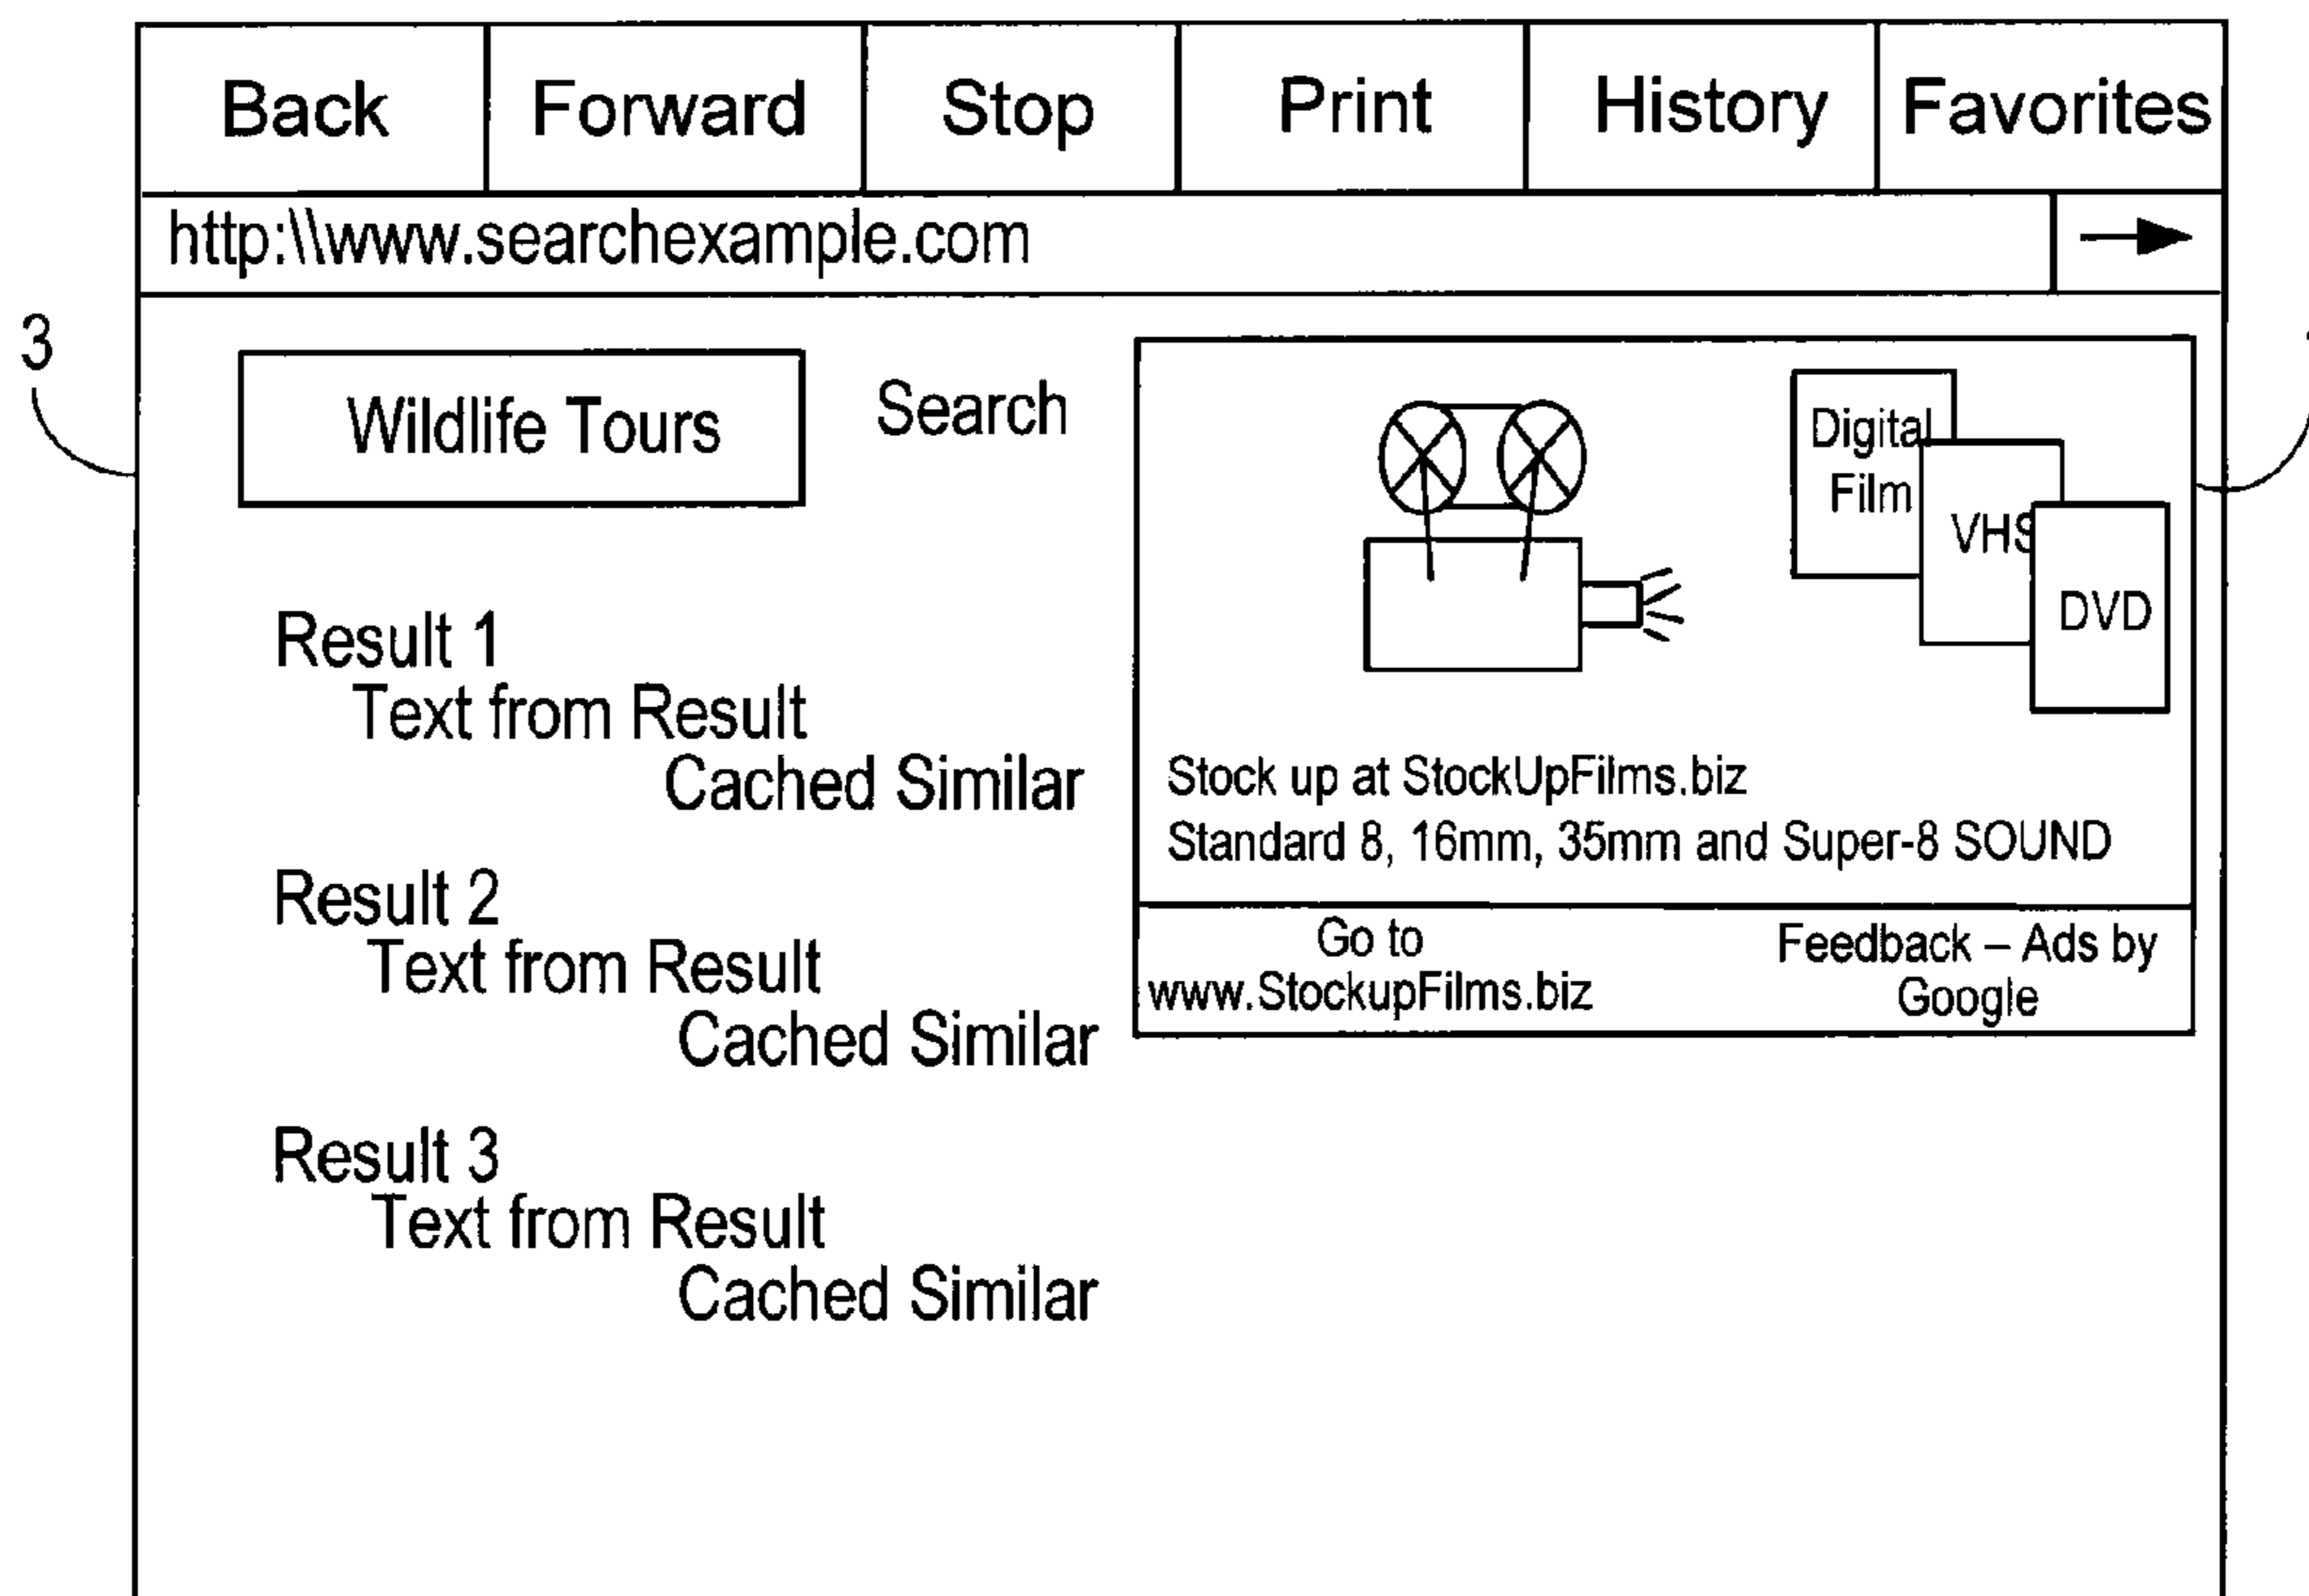 Back Forward Stop Print History Favorites
http:\\www.searchexample.com
3
Wildlife Tours
Search
Result 1
Text from Result
Cached Similar
Result 2
Text from Result
Cached Similar
Result 3
Text from Result
Cached Similar
Digital
Film
VHS
DVD
Stock up at StockUpFilms.biz
Standard 8, 16mm, 35mm and Super-8 SOUND
Go to
www.StockupFilms.biz
Feedback – Ads by
Google